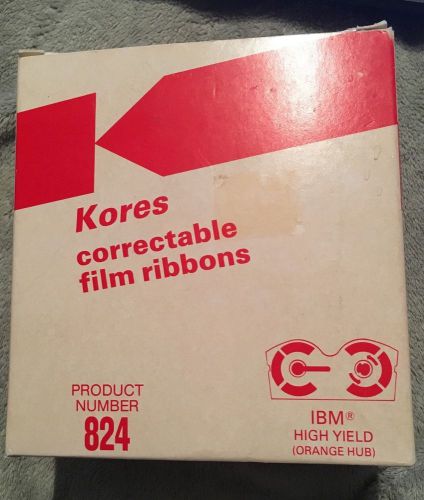 Kores
correctable
film ribbons
PRODUCT
NUMBER
824
IBM®
HIGH YIELD
(ORANGE HUB)